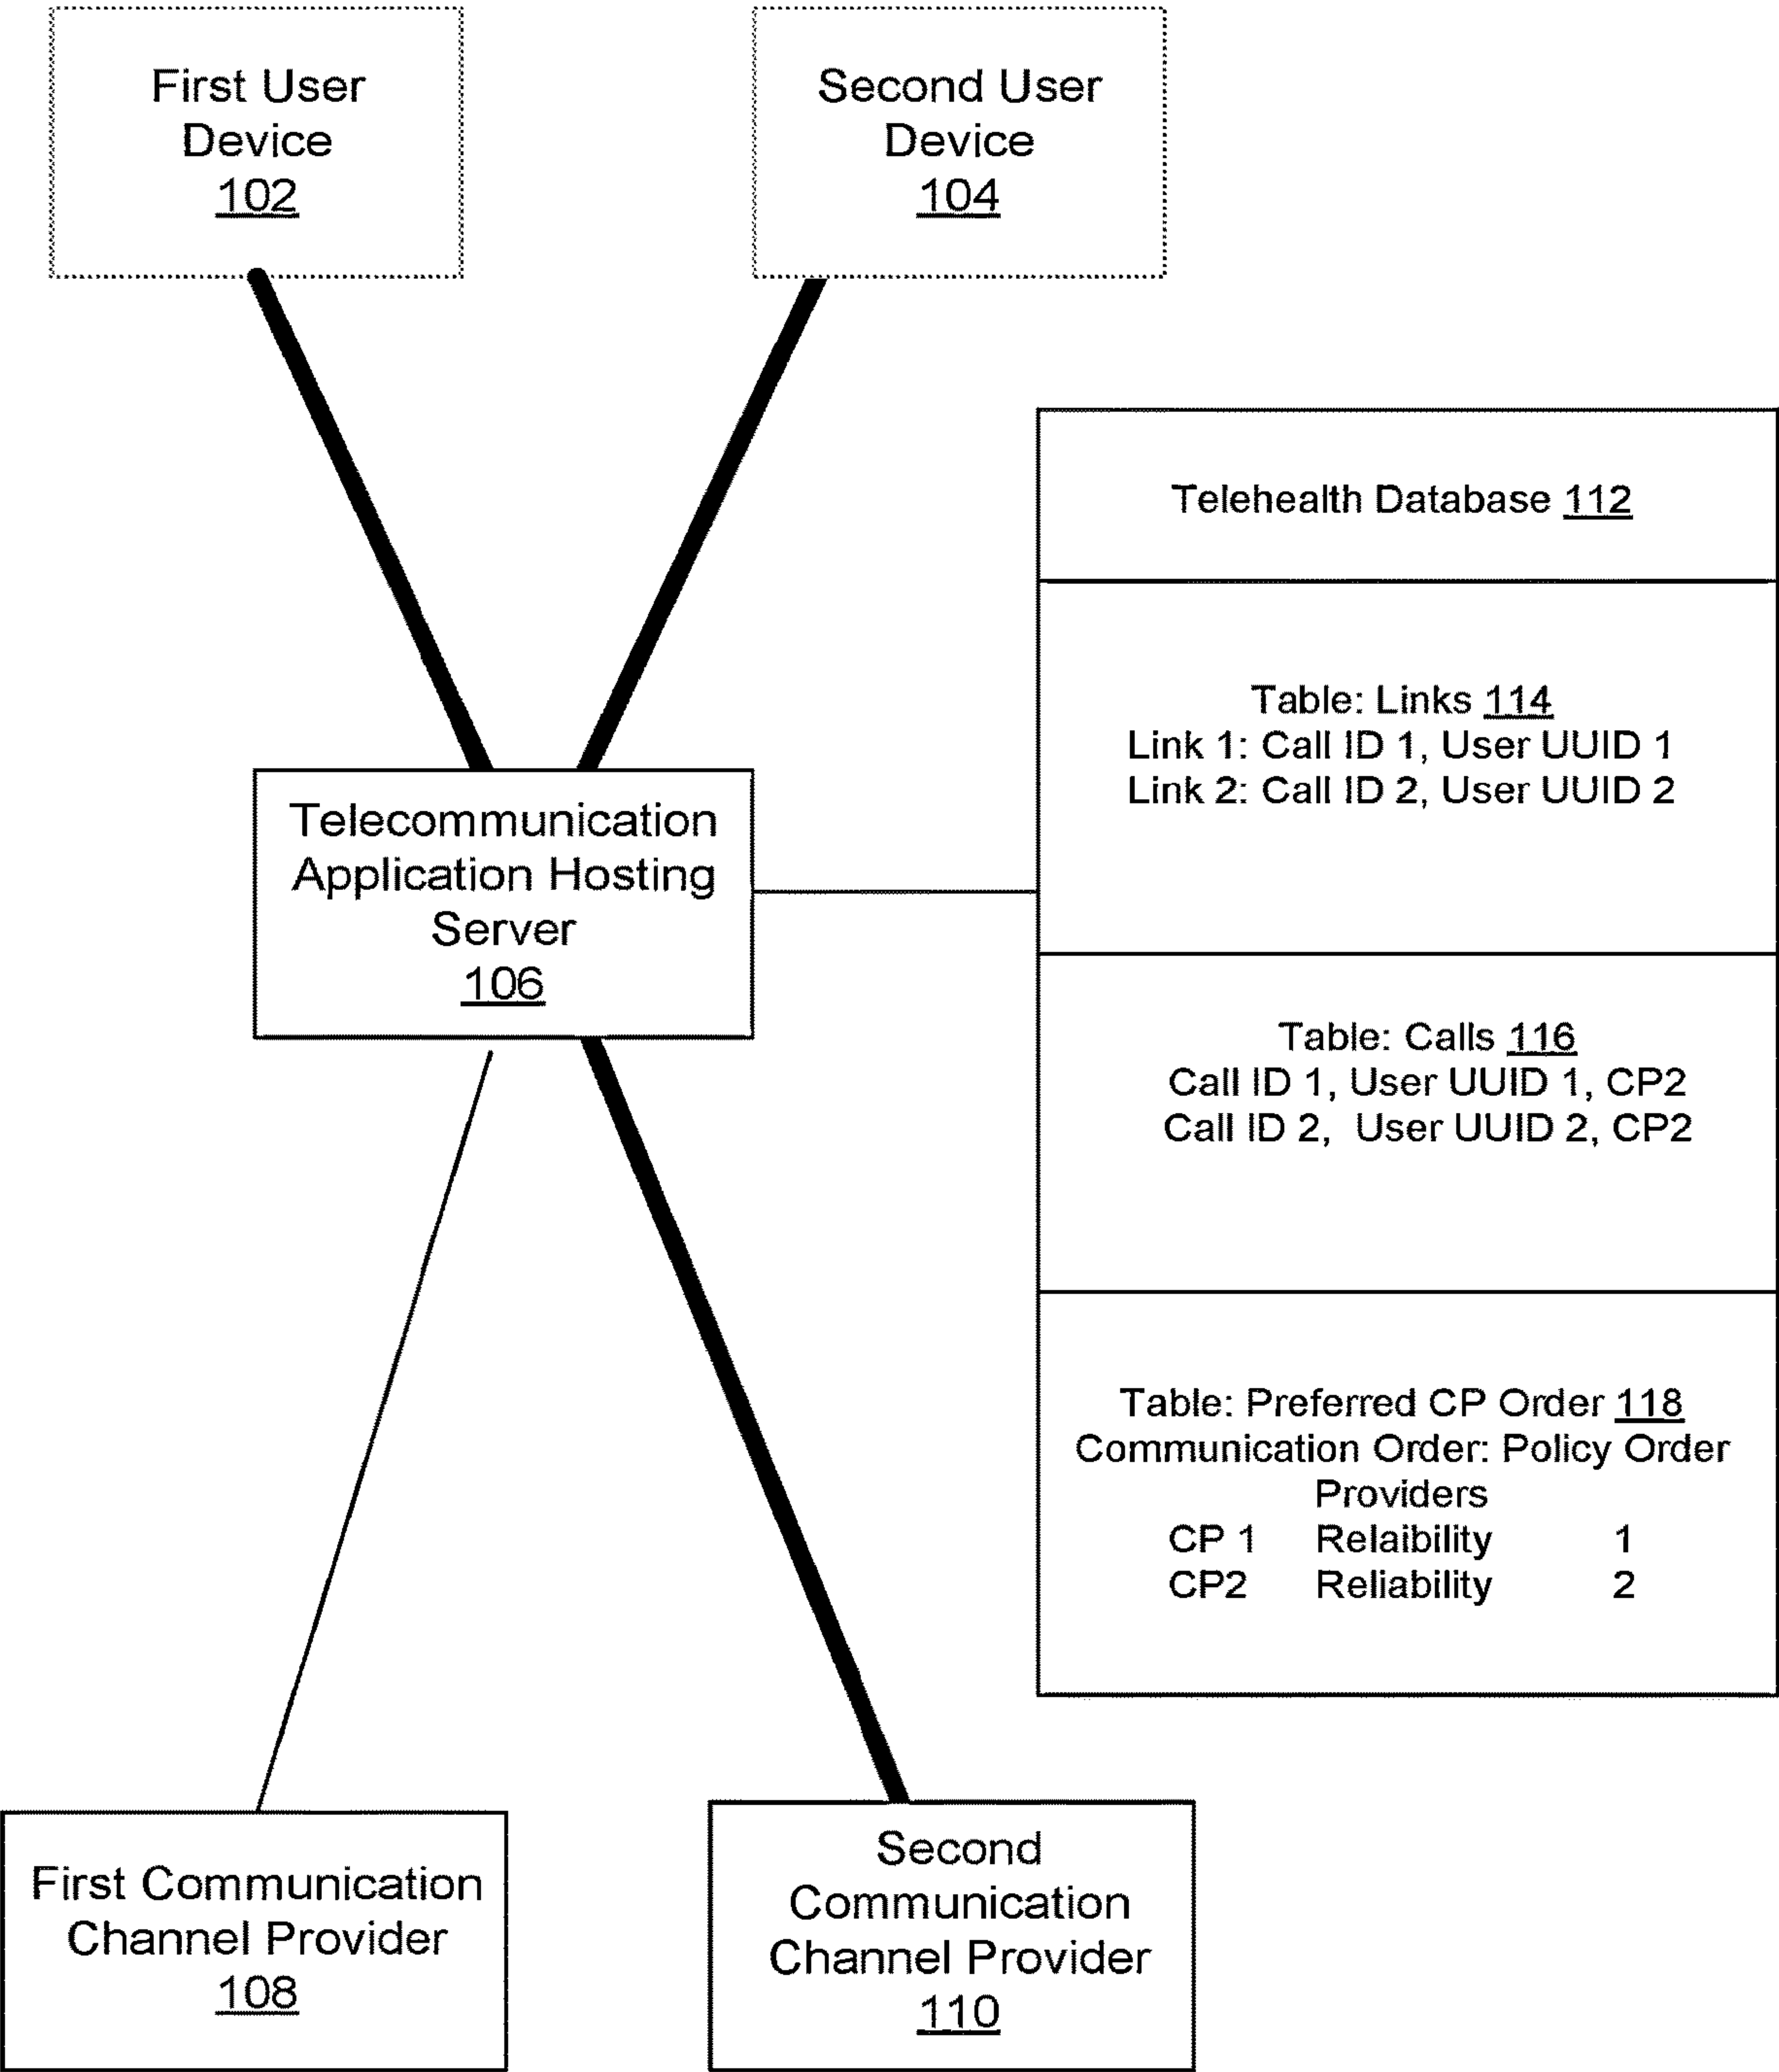 First User
Device
102
Second User
Device
104
Telehealth Database 112
Table: Links 114
Link 1: Call ID 1, User UUID 1
Link 2: Call ID 2, User UUID 2
Telecommunication
Application Hosting
Server
106
Table: Calls 116
Call ID 1, User UUID 1, CP2
Call ID 2, User UUID 2, CP2
Table: Preferred CP Order 118
Communication Order: Policy Order
Providers
CP 1 Relaibility 1
CP2 Reliability 2
First Communication
Channel Provider
108
Second
Communication
Channel Provider
110